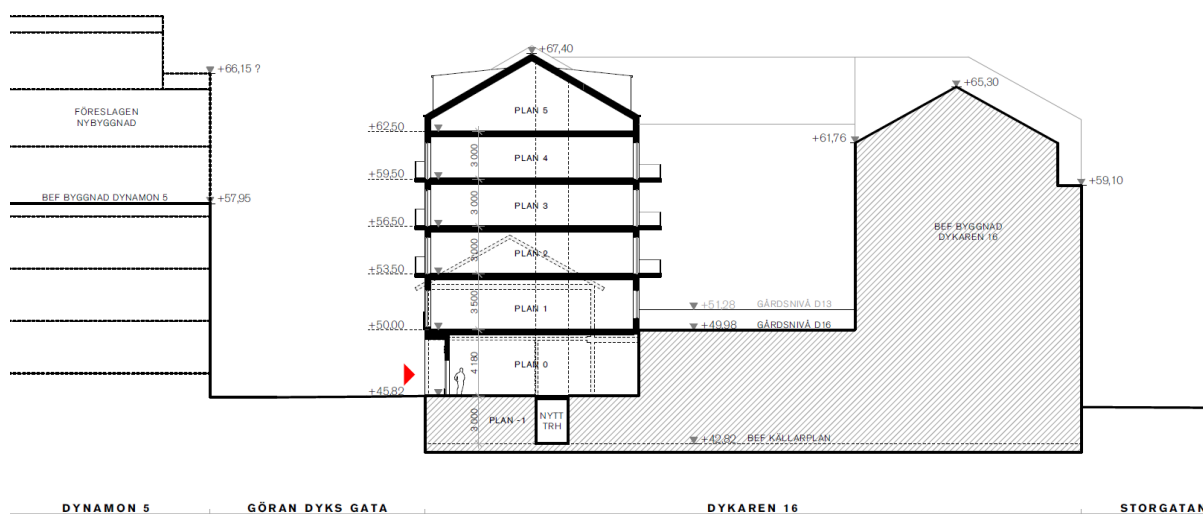 +67,40
+66,15 ?
+65,30
FÖRESLAGEN
NYBYGGNAD
PLAN 5
+62,50
+61,76
3 000
PLAN 4
+59,50
+59,10
BEF BYGGNAD DYNAMON 5
+57,95
3 000
PLAN 3
+56,50
BEF BYGGNAD
DYKAREN 16
3 000
PLAN 2
+53,50
3 500
PLAN 1
+51,28 GÅRDSNIVÅ D13
+50,00
+49,98 GÅRDSNIVÅ D16
4 180
PLAN 0
+45,82
3 000
PLAN -1
NYTT
TRH
+42,82 BEF KÄLLARPLAN
DYNAMON 5 GÖRAN DYKS GATA DYKAREN 16 STORGATAN